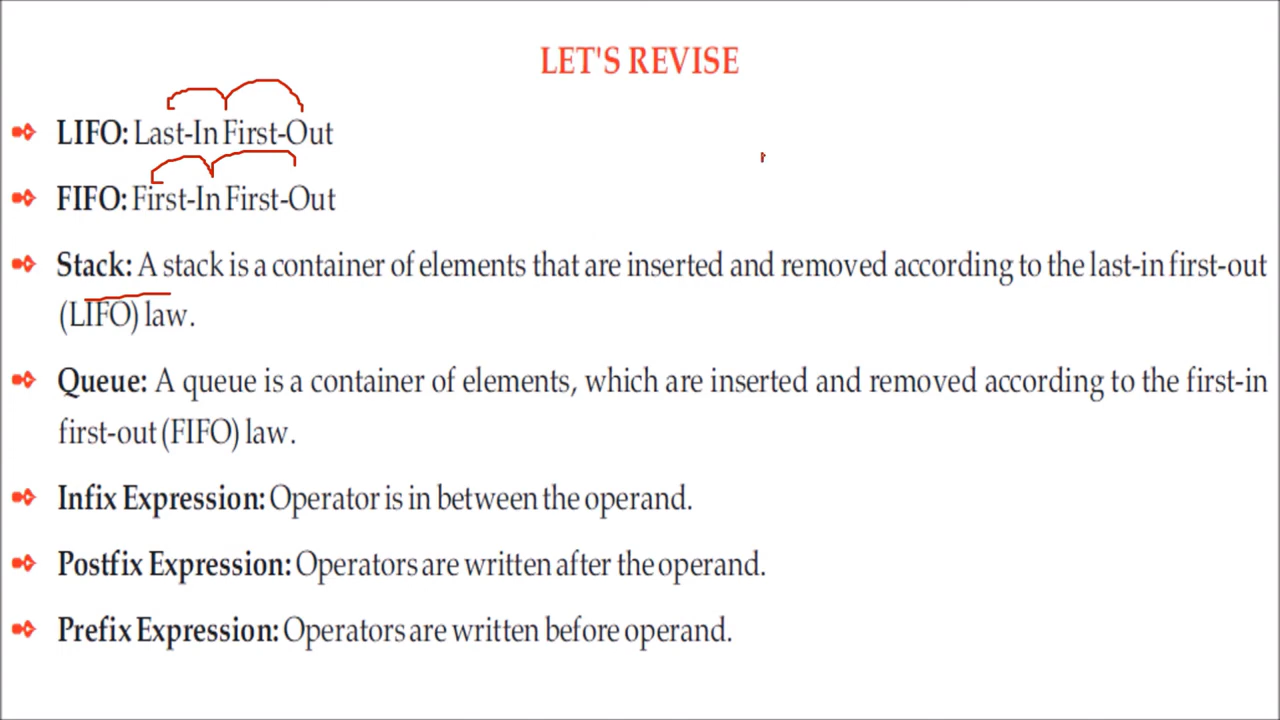 LET'S REVISE
LIFO: Last-In First-Out
FIFO: First-In First-Out
Stack: A stack is a container of elements that are inserted and removed according to the last-in first-out
(LIFO) law.
Queue: A queue is a container of elements, which are inserted and removed according to the first-in
first-out (FIFO) law.
Infix Expression: Operator is in between the operand.
Postfix Expression: Operators are written after the operand.
Prefix Expression: Operators are written before operand.